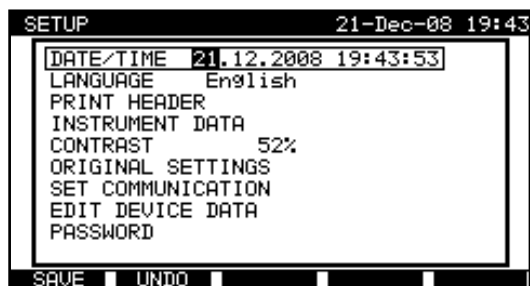 SETUP 21-Dec-08 19:43
DATE/TIME 21.12.2008 19:43:53
LANGUAGE English
PRINT HEADER
INSTRUMENT DATA
CONTRAST 52%
ORIGINAL SETTINGS
SET COMMUNICATION
EDIT DEVICE DATA
PASSWORD
SAVE UNDO